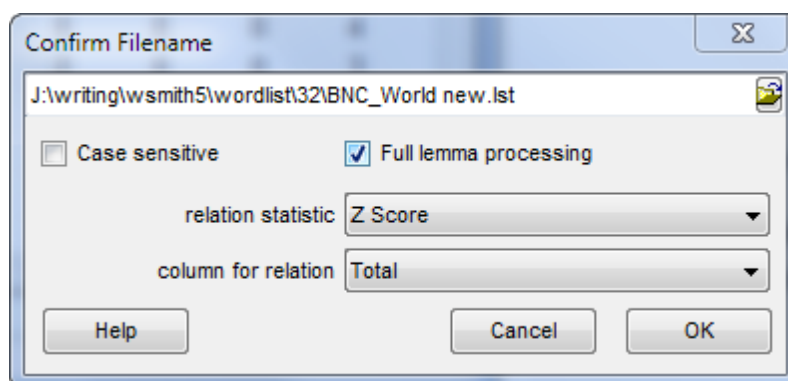 Confirm Filename
J:\writing\wsmith5\wordlist\32\BNC_World new.lst
Case sensitive Full lemma processing
relation statistic Z Score
column for relation Total
Help Cancel OK